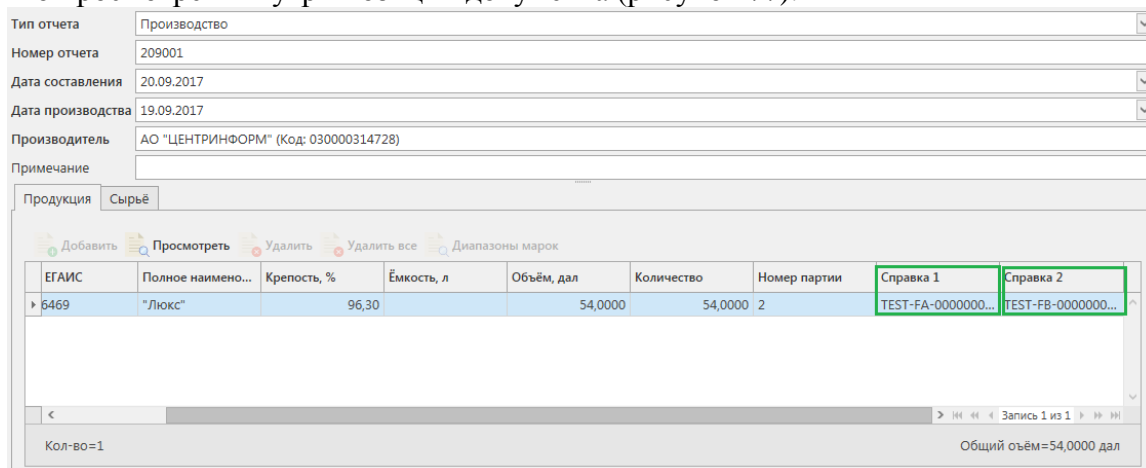 Тип отчета Производство
Номер отчета 209001
Дата составления 20.09.2017
Дата производства 19.09.2017
Производитель АО "ЦЕНТРИНФОРМ" (Код: 030000314728)
Примечание
Продукция Сырьё
Добавить Просмотреть Удалить Удалить все Диапазоны марок
ЕГАИС Полное наимено... Крепость, % Ёмкость, л Объём, дал Количество Номер партии Справка 1 Справка 2
6469 "Люкс" 96,30 54,0000 54,0000 2 TEST-FA-0000000... TEST-FB-0000000...
Запись 1 из 1
Кол-во=1 Общий оъём=54,0000 дал